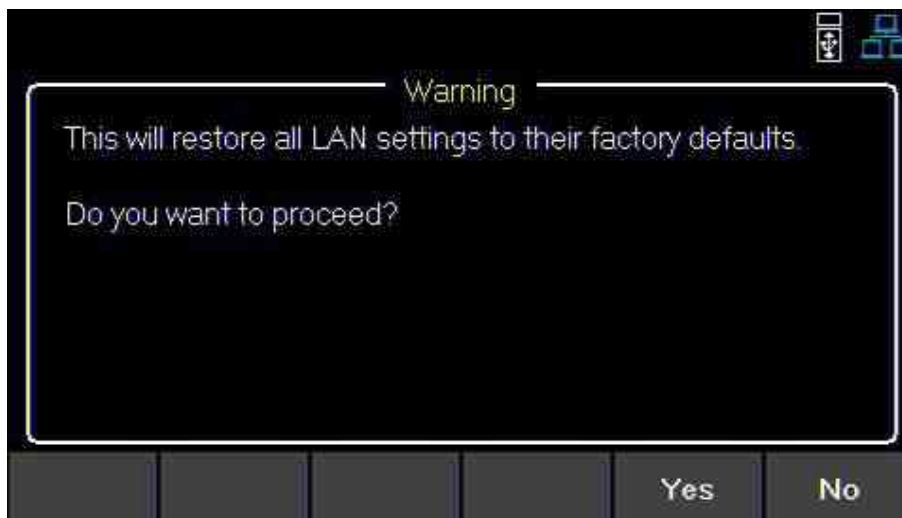 Warning
This will restore all LAN settings to their factory defaults.
Do you want to proceed?
Yes No